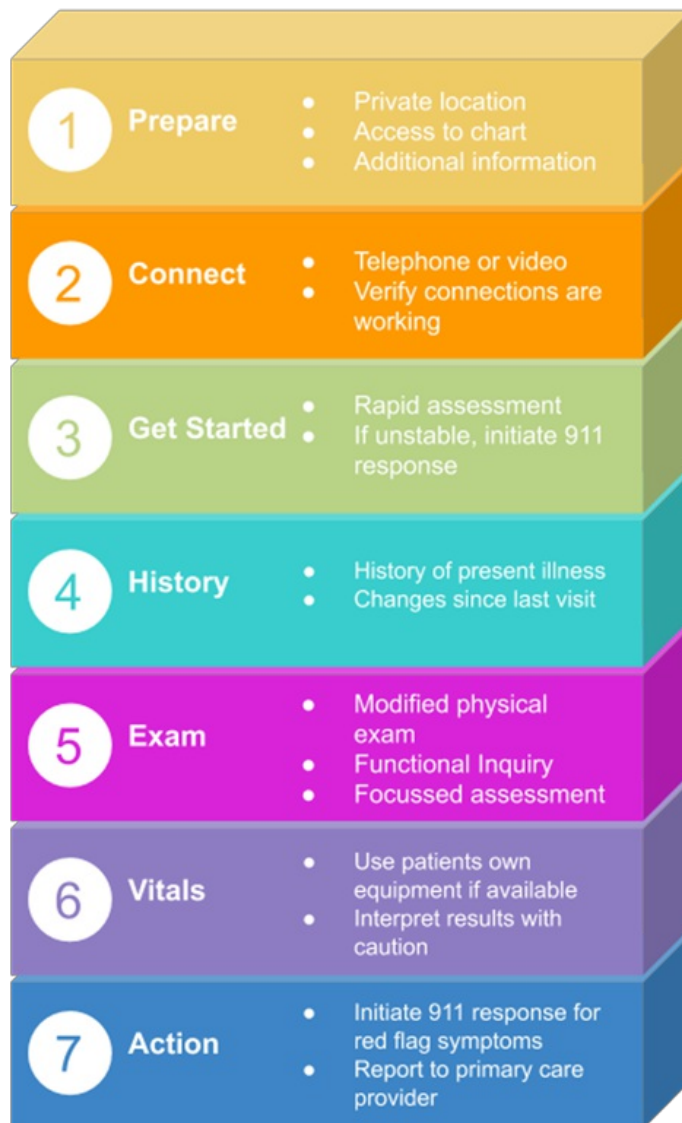 1
Prepare
● Private location
● Access to chart
● Additional information
2
Connect
● Telephone or video
● Verify connections are
working
3
Get Started
● Rapid assessment
● If unstable, initiate 911
response
4
History
● History of present illness
● Changes since last visit
5
Exam
● Modified physical
exam
● Functional Inquiry
● Focussed assessment
6
Vitals
● Use patients own
equipment if available
● Interpret results with
caution
7
Action
● Initiate 911 response for
red flag symptoms
● Report to primary care
provider